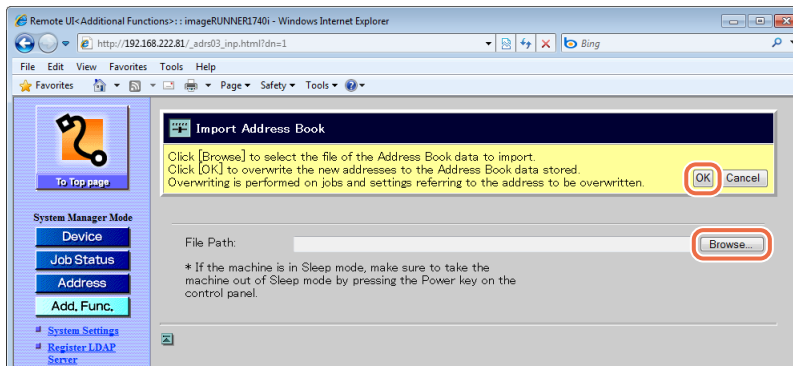 Remote UI<Additional Functions>: : imageRUNNER1740i - Windows Internet Explorer
http://192.168.222.81/_adrs03_inp.html?dn=1
Bing
File Edit View Favorites Tools Help
Favorites Page Safety Tools
To Top page
Import Address Book
Click [Browse] to select the file of the Address Book data to import.
Click [OK] to overwrite the new addresses to the Address Book data stored.
Overwriting is performed on jobs and settings referring to the address to be overwritten.
OK Cancel
System Manager Mode
Device
Job Status
Address
Add. Func.
System Settings
Register LDAP
Server
File Path:
Browse...
* If the machine is in Sleep mode, make sure to take the
machine out of Sleep mode by pressing the Power key on the
control panel.